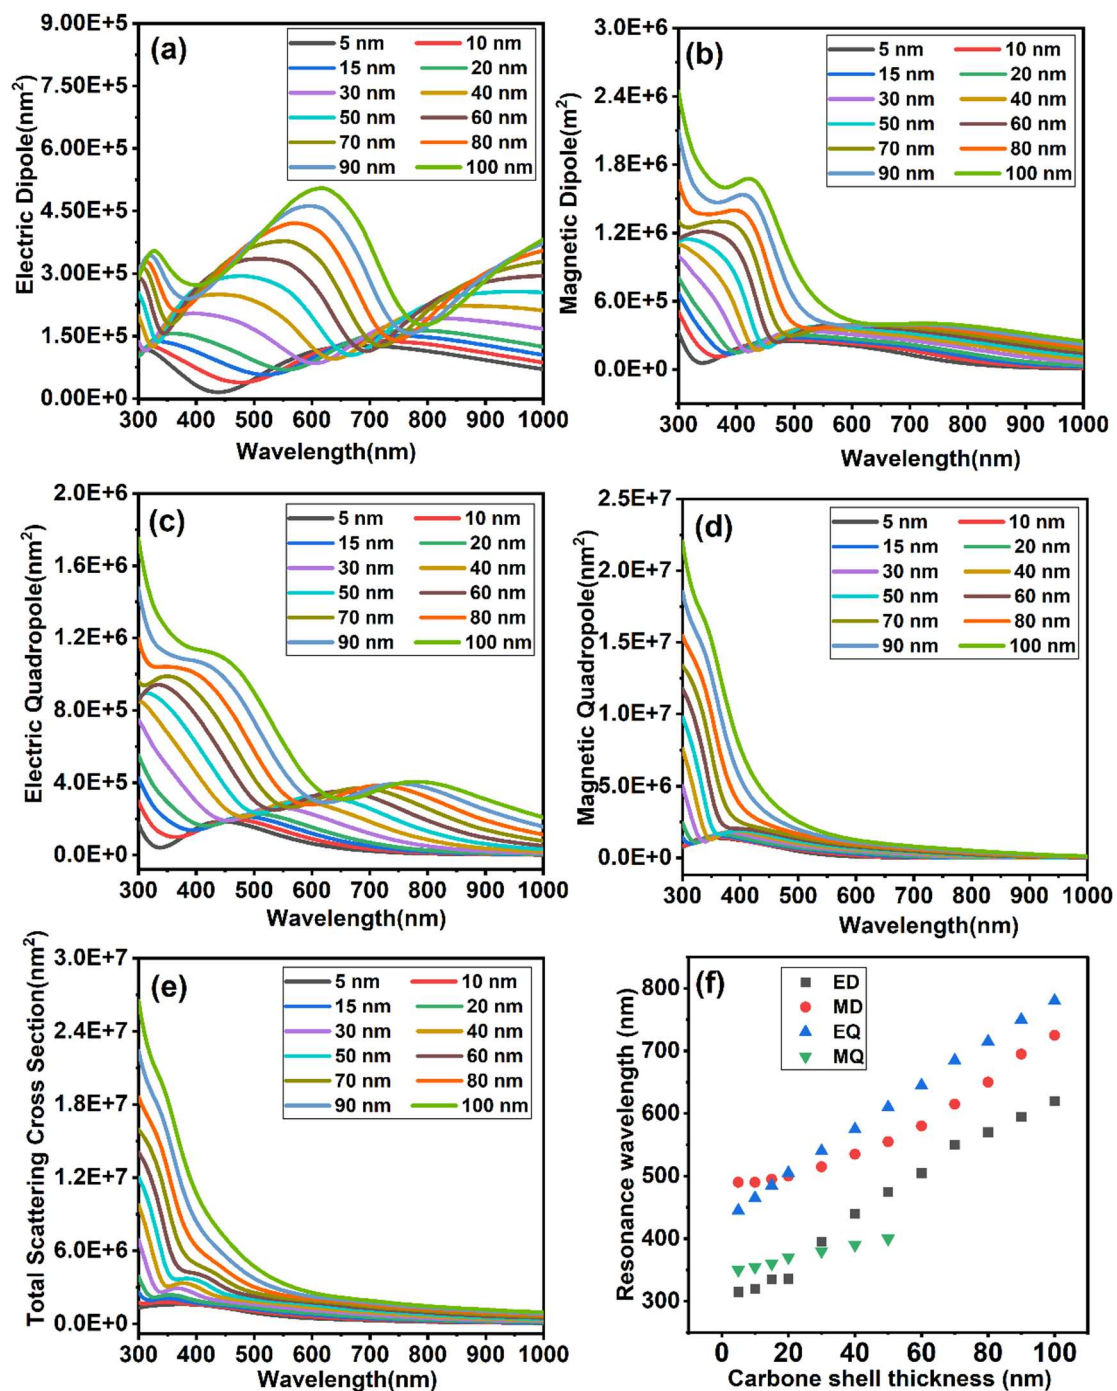 (a)
Electric Dipole(nm²)
9.00E+5
7.50E+5
6.00E+5
4.50E+5
3.00E+5
1.50E+5
0.00E+0
5 nm 10 nm
15 nm 20 nm
30 nm 40 nm
50 nm 60 nm
70 nm 80 nm
90 nm 100 nm
300 400 500 600 700 800 900 1000
Wavelength(nm)
(b)
Magnetic Dipole(m²)
3.0E+6
2.4E+6
1.8E+6
1.2E+6
6.0E+5
0.0E+0
5 nm 10 nm
15 nm 20 nm
30 nm 40 nm
50 nm 60 nm
70 nm 80 nm
90 nm 100 nm
300 400 500 600 700 800 900 1000
Wavelength(nm)
(c)
Electric Quadropole(nm²)
2.0E+6
1.6E+6
1.2E+6
8.0E+5
4.0E+5
0.0E+0
5 nm 10 nm
15 nm 20 nm
30 nm 40 nm
50 nm 60 nm
70 nm 80 nm
90 nm 100 nm
300 400 500 600 700 800 900 1000
Wavelength(nm)
(d)
Magnetic Quadropole(nm²)
2.5E+7
2.0E+7
1.5E+7
1.0E+7
5.0E+6
0.0E+0
5 nm 10 nm
15 nm 20 nm
30 nm 40 nm
50 nm 60 nm
70 nm 80 nm
90 nm 100 nm
300 400 500 600 700 800 900 1000
Wavelength(nm)
(e)
Total Scattering Cross Section(nm²)
3.0E+7
2.4E+7
1.8E+7
1.2E+7
6.0E+6
0.0E+0
5 nm 10 nm
15 nm 20 nm
30 nm 40 nm
50 nm 60 nm
70 nm 80 nm
90 nm 100 nm
300 400 500 600 700 800 900 1000
Wavelength(nm)
(f)
Resonance wavelength (nm)
800
700
600
500
400
300
ED
MD
EQ
MQ
0 20 40 60 80 100
Carbone shell thickness (nm)